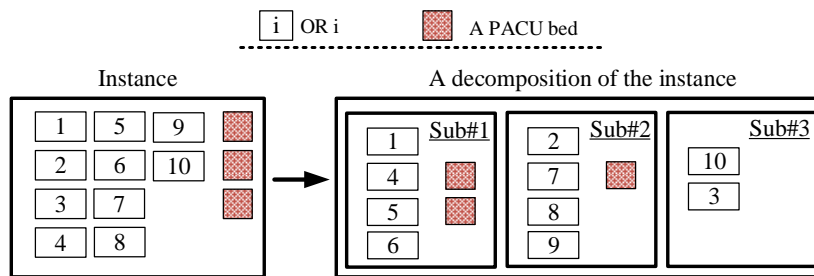 i OR i A PACU bed
Instance A decomposition of the instance
1 5 9
2 6 10
3 7
4 8
Sub#1
1
4
5
6
Sub#2
2
7
8
9
Sub#3
10
3